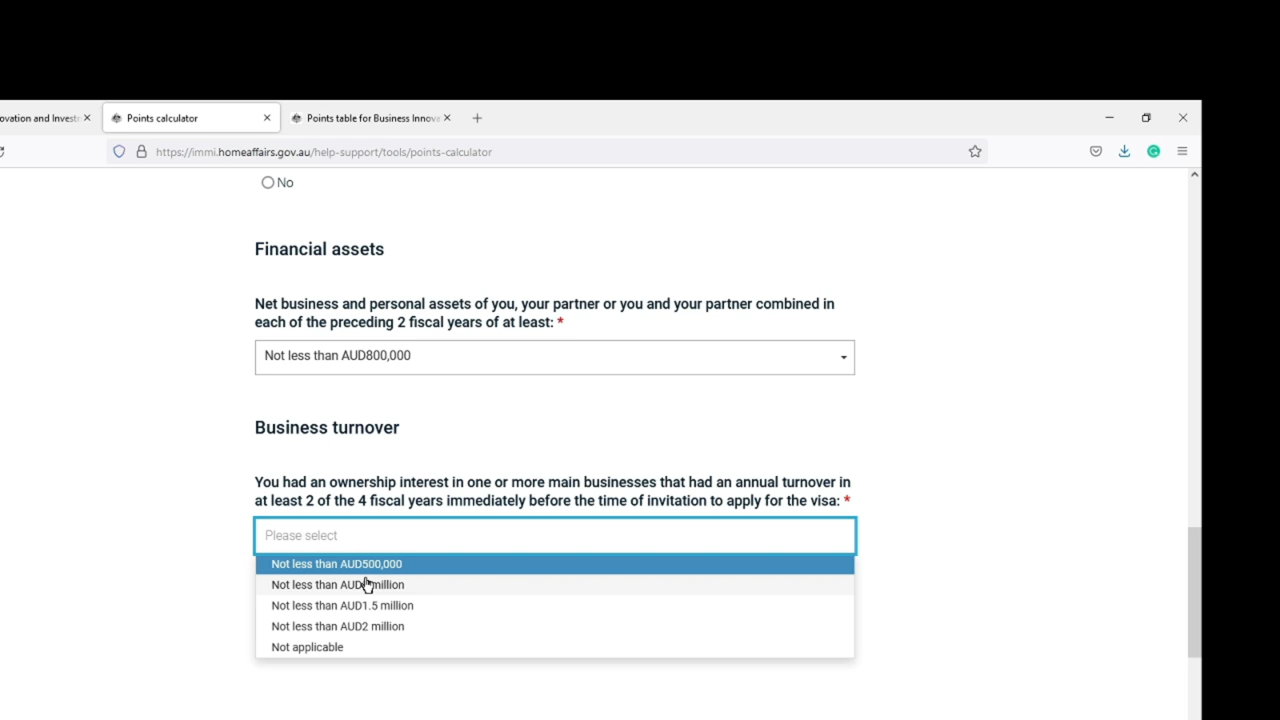 ovation and Invest
Points calculator
Points table for Business Innova
https://immi.homeaffairs.gov.au/help-support/tools/points-calculator
No
Financial assets
Net business and personal assets of you, your partner or you and your partner combined in
each of the preceding 2 fiscal years of at least: *
Not less than AUD800,000
Business turnover
You had an ownership interest in one or more main businesses that had an annual turnover in
at least 2 of the 4 fiscal years immediately before the time of invitation to apply for the visa: *
Please select
Not less than AUD500,000
Not less than AUD million
Not less than AUD1.5 million
Not less than AUD2 million
Not applicable